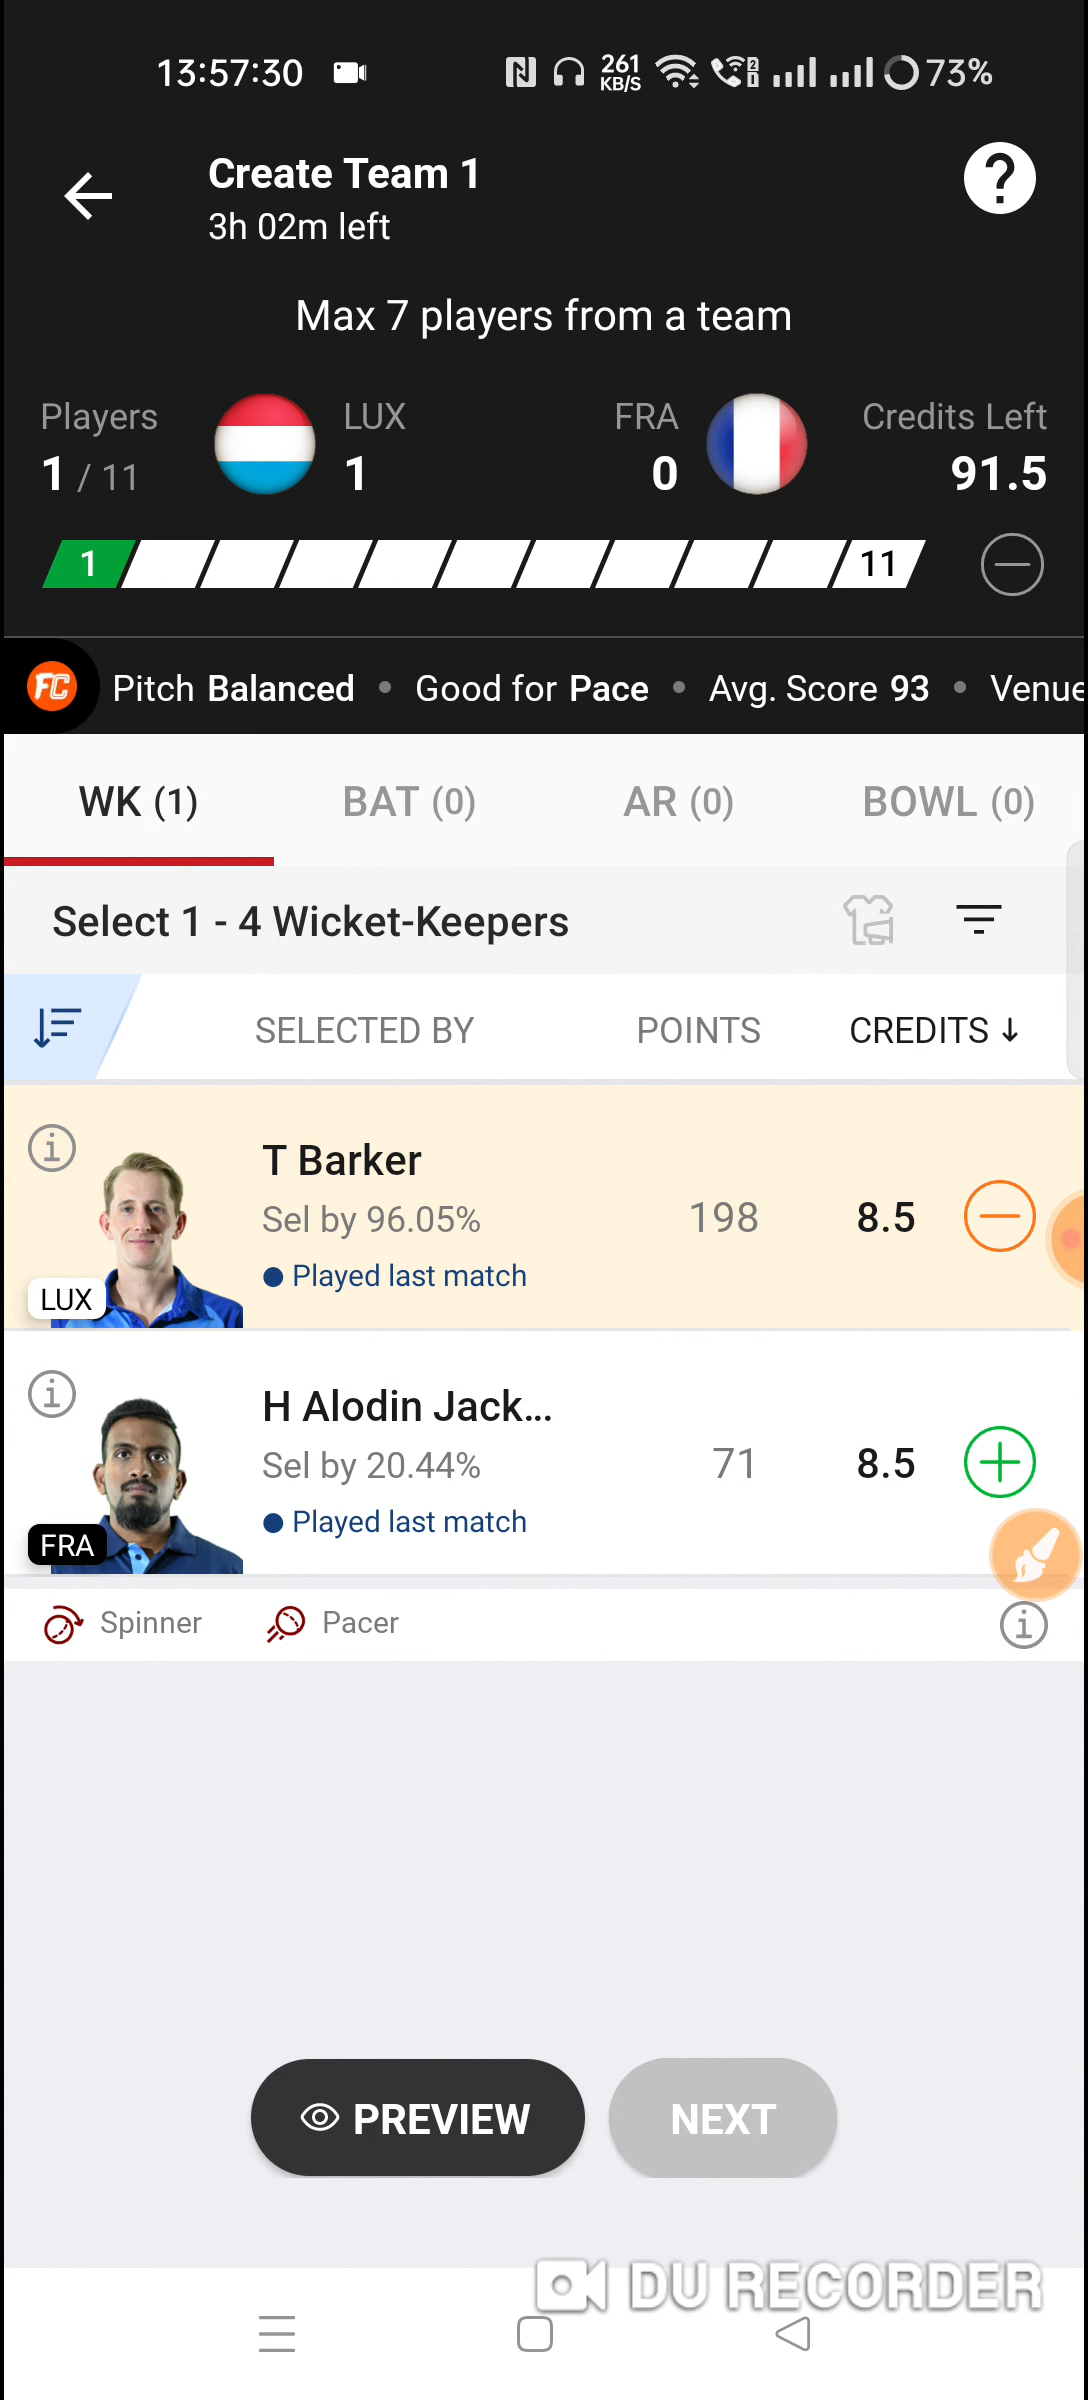 13:57:30 261 KB/S 2 1 73%
Create Team 1
3h 02m left
Max 7 players from a team
Players LUX FRA Credits Left
1 / 11 1 0 91.5
1 11
FC Pitch Balanced • Good for Pace • Avg. Score 93 • Venue
WK (1) BAT (0) AR (0) BOWL (0)
Select 1 - 4 Wicket-Keepers
SELECTED BY POINTS CREDITS ↓
T Barker
Sel by 96.05% 198 8.5
Played last match
LUX
H Alodin Jack...
Sel by 20.44% 71 8.5
Played last match
FRA
Spinner Pacer
PREVIEW NEXT
DU RECORDER